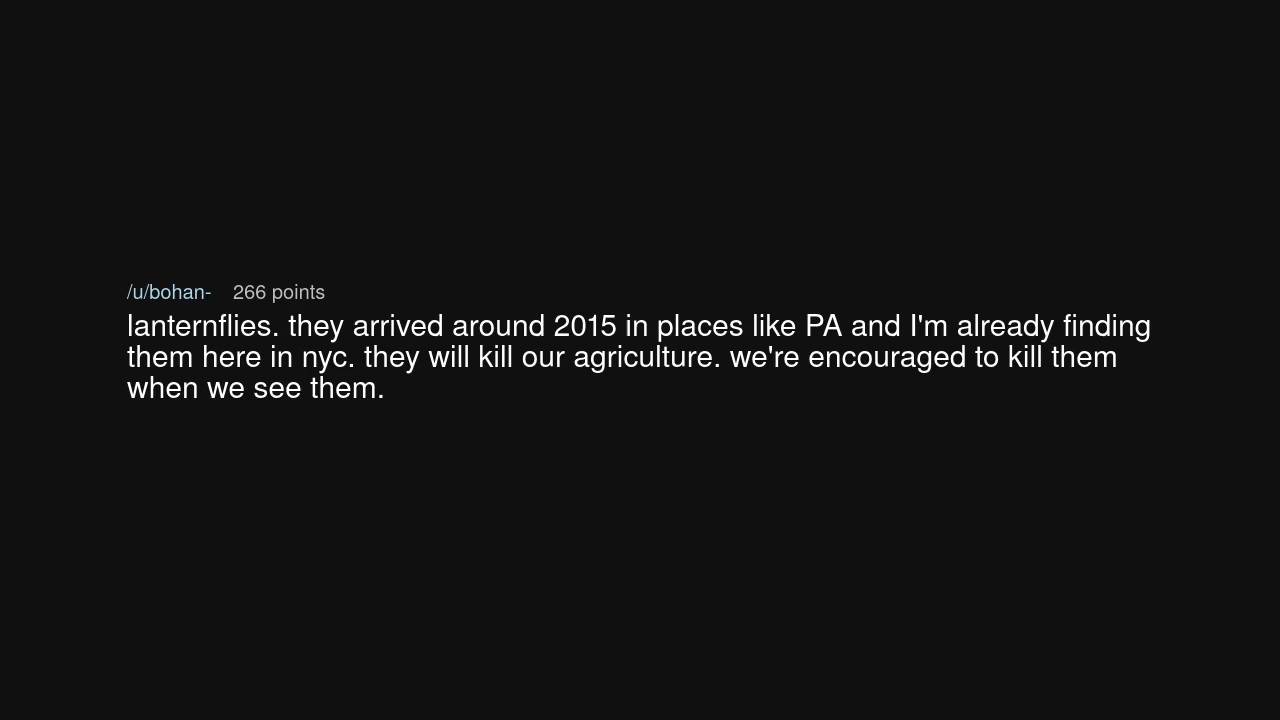 /u/bohan- 266 points
lanternflies. they arrived around 2015 in places like PA and I'm already finding
them here in nyc. they will kill our agriculture. we're encouraged to kill them
when we see them.